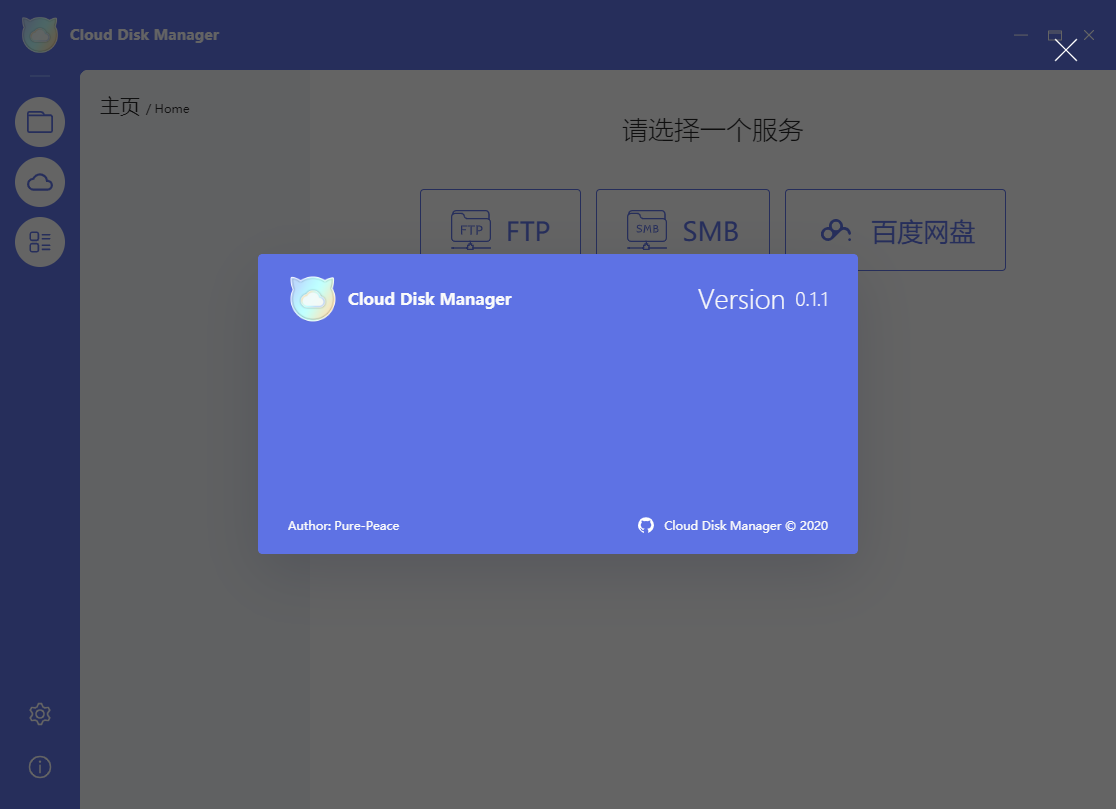 Cloud Disk Manager
主页 / Home
请选择一个服务
FTP FTP
SMB SMB
百度网盘
Cloud Disk Manager
Version 0.1.1
Author: Pure-Peace
Cloud Disk Manager © 2020